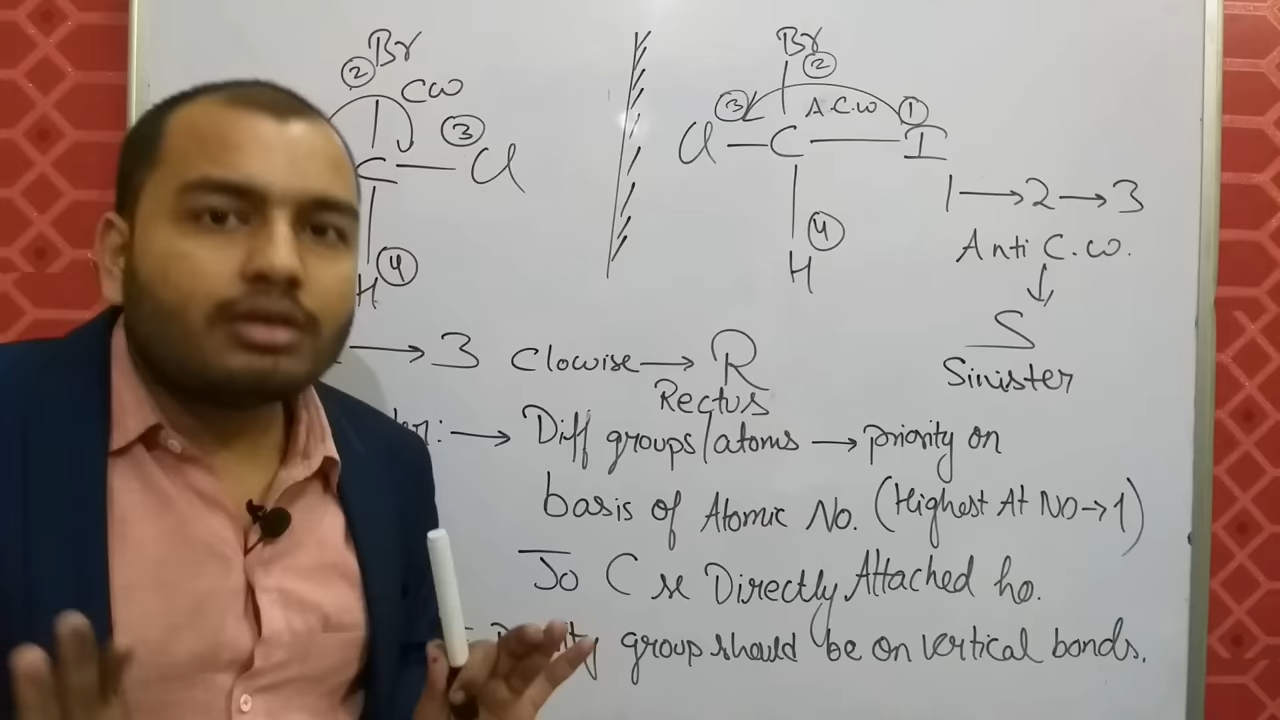 ② Br
CW
C — Cl ③
H ④
Br ②
③ A.C.W ①
Cl — C — I
④
H
1 → 2 → 3
Anti C.W.
↓
S
Sinister
→ 3 Clowise → R
Rectus
der: → Diff groups/atoms → priority on
basis of Atomic No. (Highest At NO → 1)
Jo C se Directly Attached ho.
group should be on vertical bonds.